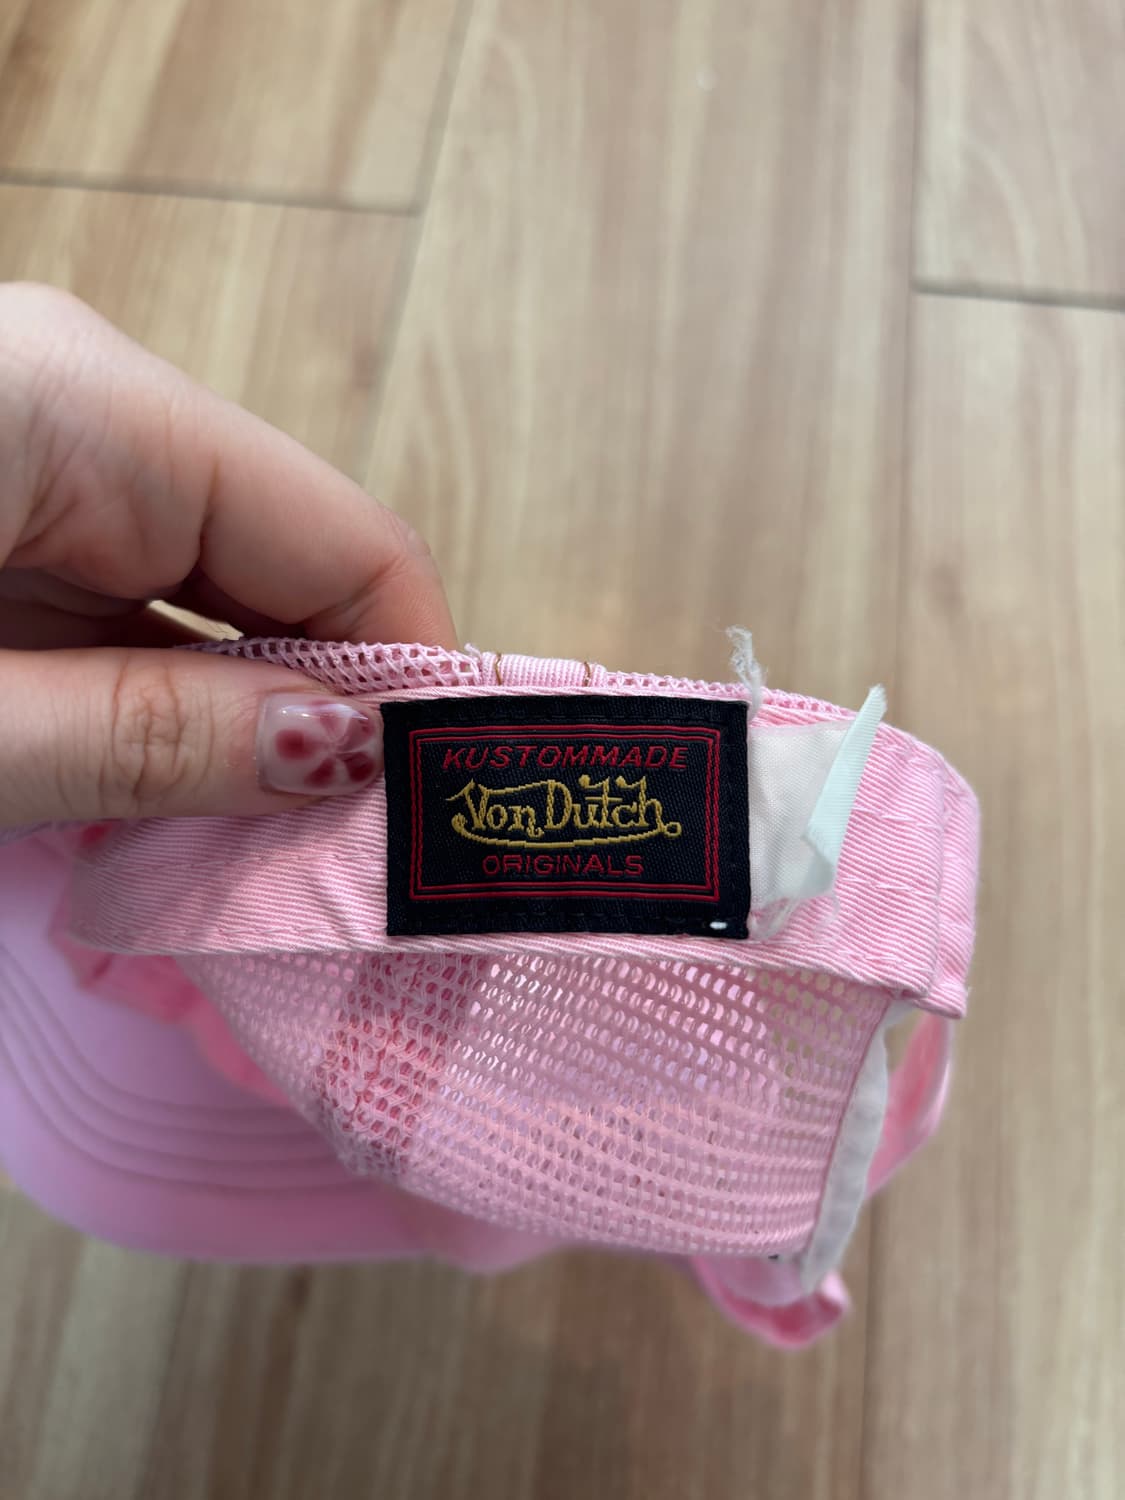 KUSTOMMADE
Von Dutch
ORIGINALS